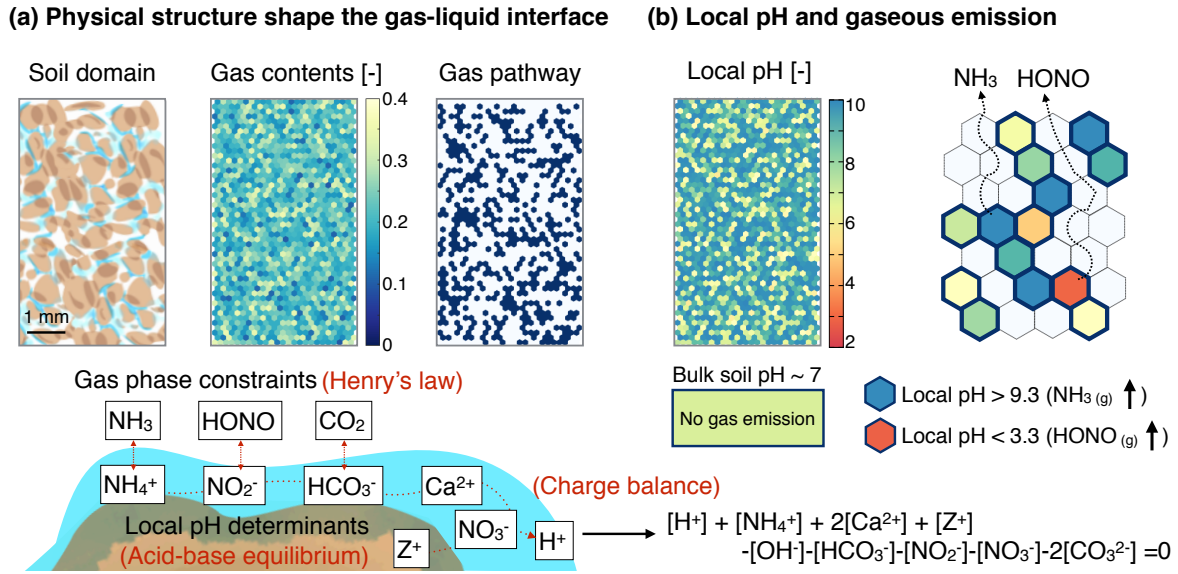 (a) Physical structure shape the gas-liquid interface
Soil domain
Gas contents [-]
Gas pathway
0.4
0.3
0.2
0.1
0
1 mm
Gas phase constraints (Henry's law)
NH₃
HONO
CO₂
NH₄⁺
NO₂⁻
HCO₃⁻
Ca²⁺
Local pH determinants
(Acid-base equilibrium)
Z⁺
NO₃⁻
H⁺
(Charge balance)
[H⁺] + [NH₄⁺] + 2[Ca²⁺] + [Z⁺]
-[OH⁻]-[HCO₃⁻]-[NO₂⁻]-[NO₃⁻]-2[CO₃²⁻] =0
(b) Local pH and gaseous emission
Local pH [-]
10
8
6
4
2
NH₃
HONO
Bulk soil pH ~ 7
No gas emission
Local pH > 9.3 (NH₃ (g) ↑)
Local pH < 3.3 (HONO (g) ↑)